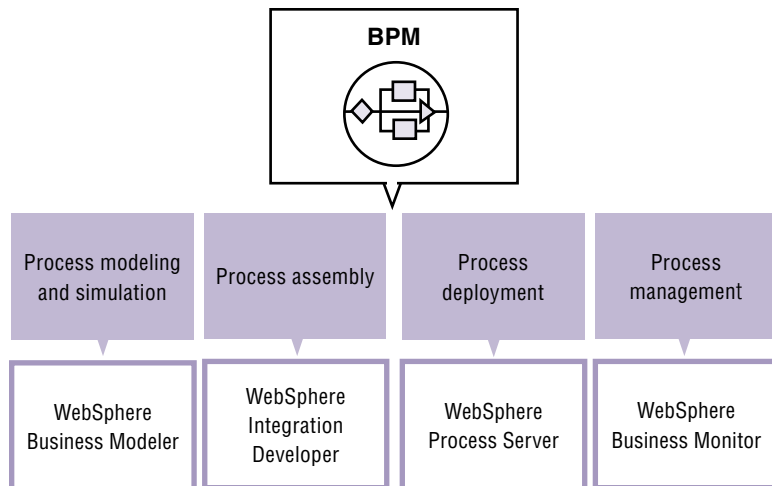 BPM
Process modeling
and simulation
Process assembly
Process
deployment
Process
management
WebSphere
Business Modeler
WebSphere
Integration
Developer
WebSphere
Process Server
WebSphere
Business Monitor